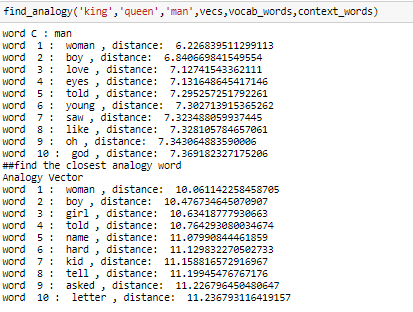 find_analogy('king','queen','man',vecs,vocab_words,context_words)
word C : man
word 1 : woman , distance: 6.226839511299113
word 2 : boy , distance: 6.840669841549554
word 3 : love , distance: 7.12741543362111
word 4 : eyes , distance: 7.131648645417146
word 5 : told , distance: 7.295257251792261
word 6 : young , distance: 7.302713915365262
word 7 : saw , distance: 7.323488059937445
word 8 : like , distance: 7.328105784657061
word 9 : oh , distance: 7.343064883590006
word 10 : god , distance: 7.369182327175206
##find the closest analogy word
Analogy Vector
word 1 : woman , distance: 10.061142258458705
word 2 : boy , distance: 10.476734645070907
word 3 : girl , distance: 10.63418777930663
word 4 : told , distance: 10.764293080034674
word 5 : name , distance: 11.07990844461859
word 6 : hard , distance: 11.129832270502733
word 7 : kid , distance: 11.158816572916967
word 8 : tell , distance: 11.19945476767176
word 9 : asked , distance: 11.226796450480647
word 10 : letter , distance: 11.236793116419157